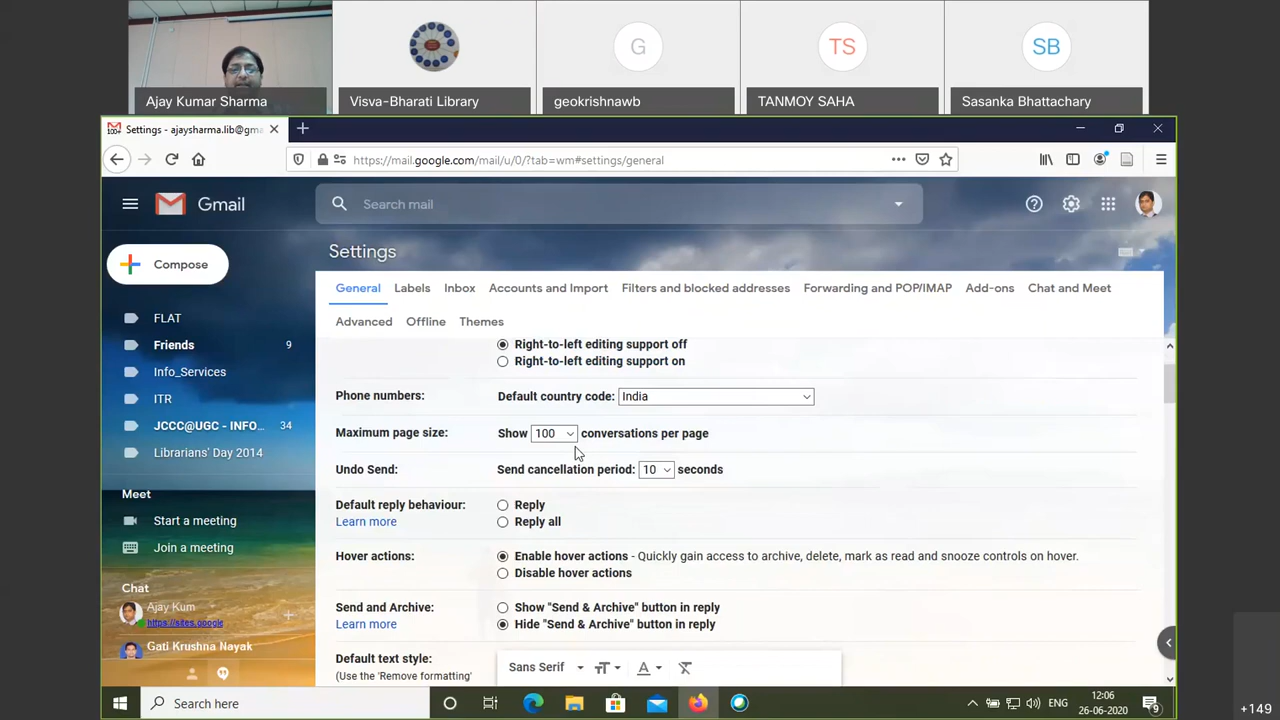 G
TS
SB
Ajay Kumar Sharma
Visva-Bharati Library
geokrishnawb
TANMOY SAHA
Sasanka Bhattachary
Settings - ajaysharma.lib@gma
https://mail.google.com/mail/u/0/?tab=wm#settings/general
Gmail
Search mail
Compose
FLAT
Friends 9
Info_Services
ITR
JCCC@UGC - INFO... 34
Librarians' Day 2014
Meet
Start a meeting
Join a meeting
Chat
Ajay Kum
https://sites.google
Gati Krushna Nayak
Settings
General Labels Inbox Accounts and Import Filters and blocked addresses Forwarding and POP/IMAP Add-ons Chat and Meet
Advanced Offline Themes
Right-to-left editing support off
Right-to-left editing support on
Phone numbers: Default country code: India
Maximum page size: Show 100 conversations per page
Undo Send: Send cancellation period: 10 seconds
Default reply behaviour: Reply
Learn more Reply all
Hover actions: Enable hover actions - Quickly gain access to archive, delete, mark as read and snooze controls on hover.
Disable hover actions
Send and Archive: Show "Send & Archive" button in reply
Learn more Hide "Send & Archive" button in reply
Default text style: Sans Serif
(Use the 'Remove formatting'
Search here
ENG
12:06
26-06-2020
9
+149